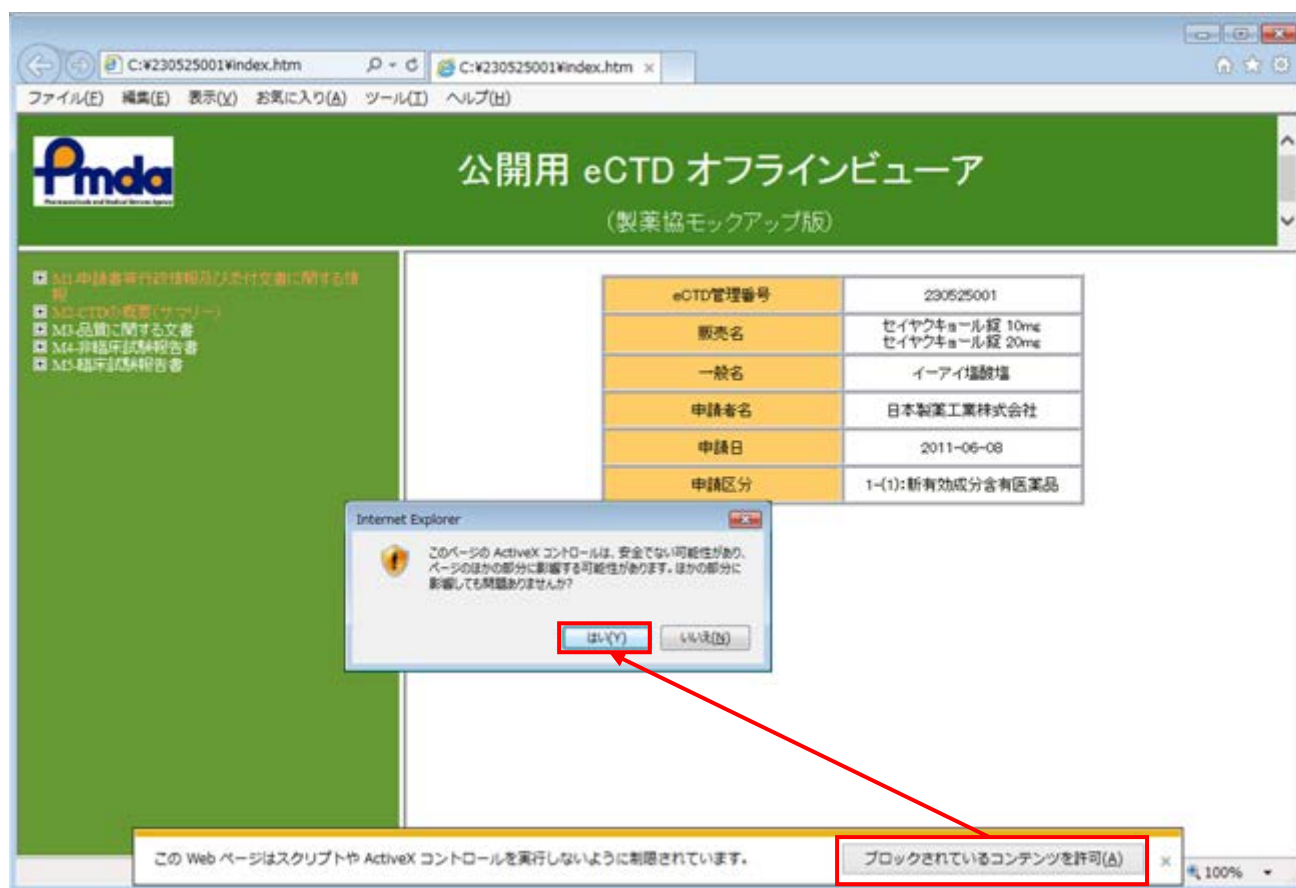 C:¥230525001¥index.htm
C:¥230525001¥index.htm
ファイル(F) 編集(E) 表示(V) お気に入り(A) ツール(T) ヘルプ(H)
Pmda
Pharmaceuticals and Medical Devices Agency
公開用 eCTD オフラインビューア
(製薬協モックアップ版)
M1-申請書等行政情報及び添付文書に関する情
報
M2-CTDの概要(サマリー)
M3-品質に関する文書
M4-非臨床試験報告書
M5-臨床試験報告書
eCTD管理番号 230525001
販売名 セイヤクキョール錠 10mg
セイヤクキョール錠 20mg
一般名 イーアイ塩酸塩
申請者名 日本製薬工業株式会社
申請日 2011-06-08
申請区分 1-(1):新有効成分含有医薬品
Internet Explorer
このページの ActiveX コントロールは、安全でない可能性があり、
ページのほかの部分に影響する可能性があります。ほかの部分に
影響しても問題ありませんか?
はい(Y) いいえ(N)
この Web ページはスクリプトや ActiveX コントロールを実行しないように制限されています。 ブロックされているコンテンツを許可(A)
100%